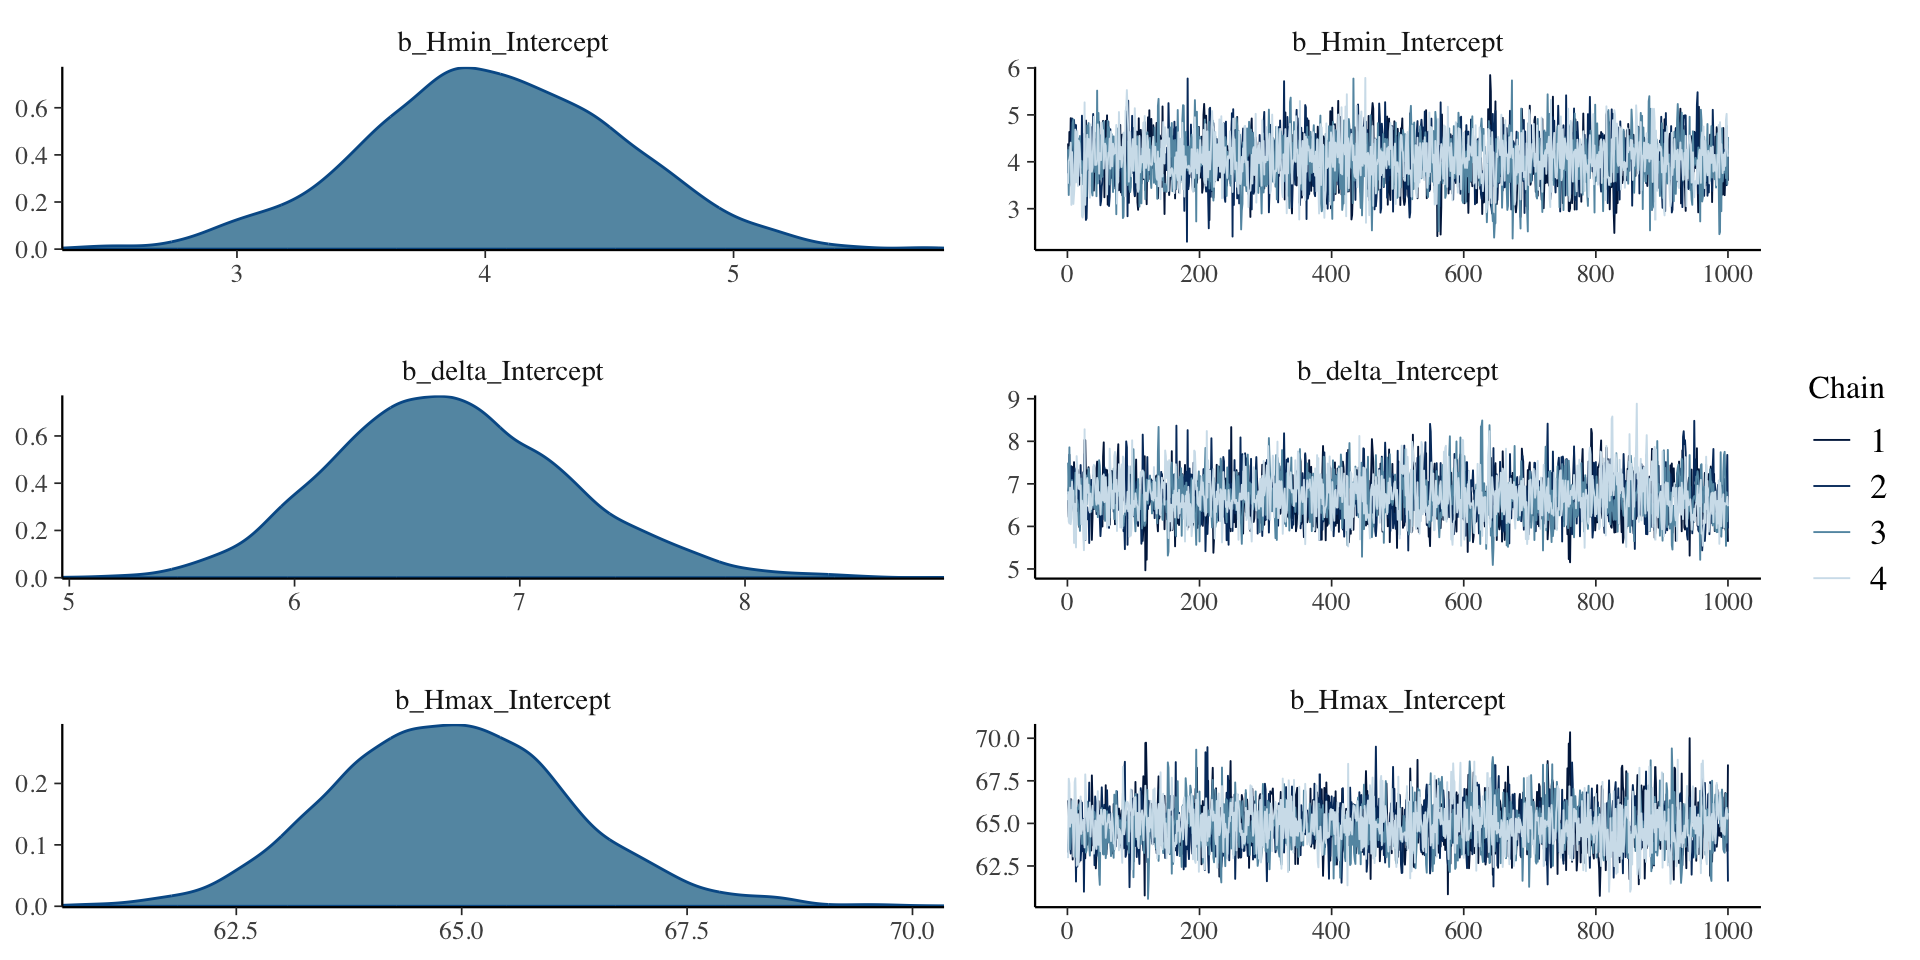 b_Hmin_Intercept
0.6
0.4
0.2
0.0
3 4 5
b_Hmin_Intercept
6
5
4
3
0 200 400 600 800 1000
b_delta_Intercept
0.6
0.4
0.2
0.0
5 6 7 8
b_delta_Intercept
9
8
7
6
5
0 200 400 600 800 1000
b_Hmax_Intercept
0.2
0.1
0.0
62.5 65.0 67.5 70.0
b_Hmax_Intercept
70.0
67.5
65.0
62.5
0 200 400 600 800 1000
Chain
1
2
3
4